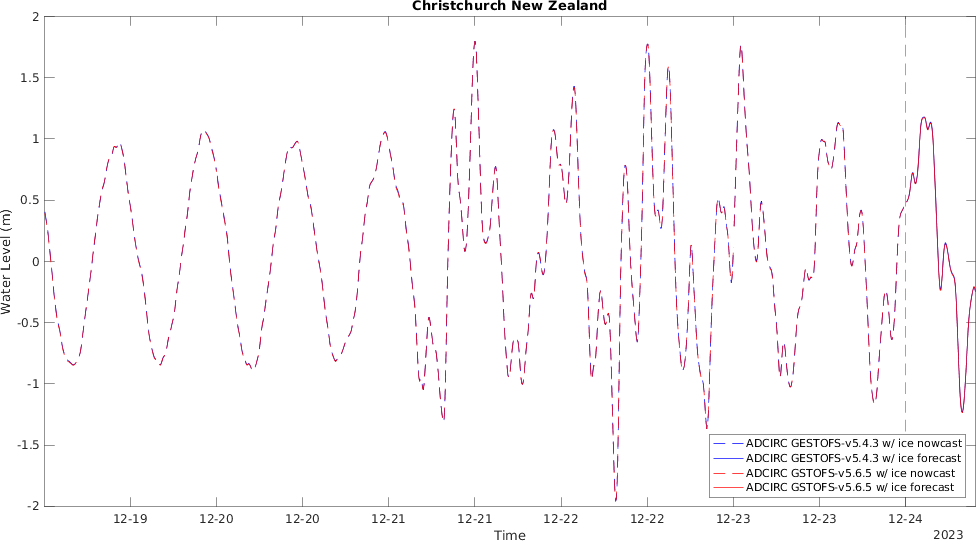 Christchurch New Zealand
2
1.5
1
0.5
0
-0.5
-1
-1.5
-2
Water Level (m)
ADCIRC GESTOFS-v5.4.3 w/ ice nowcast
ADCIRC GESTOFS-v5.4.3 w/ ice forecast
ADCIRC GSTOFS-v5.6.5 w/ ice nowcast
ADCIRC GSTOFS-v5.6.5 w/ ice forecast
12-19 12-20 12-20 12-21 12-21 12-22 12-22 12-23 12-23 12-24
Time
2023